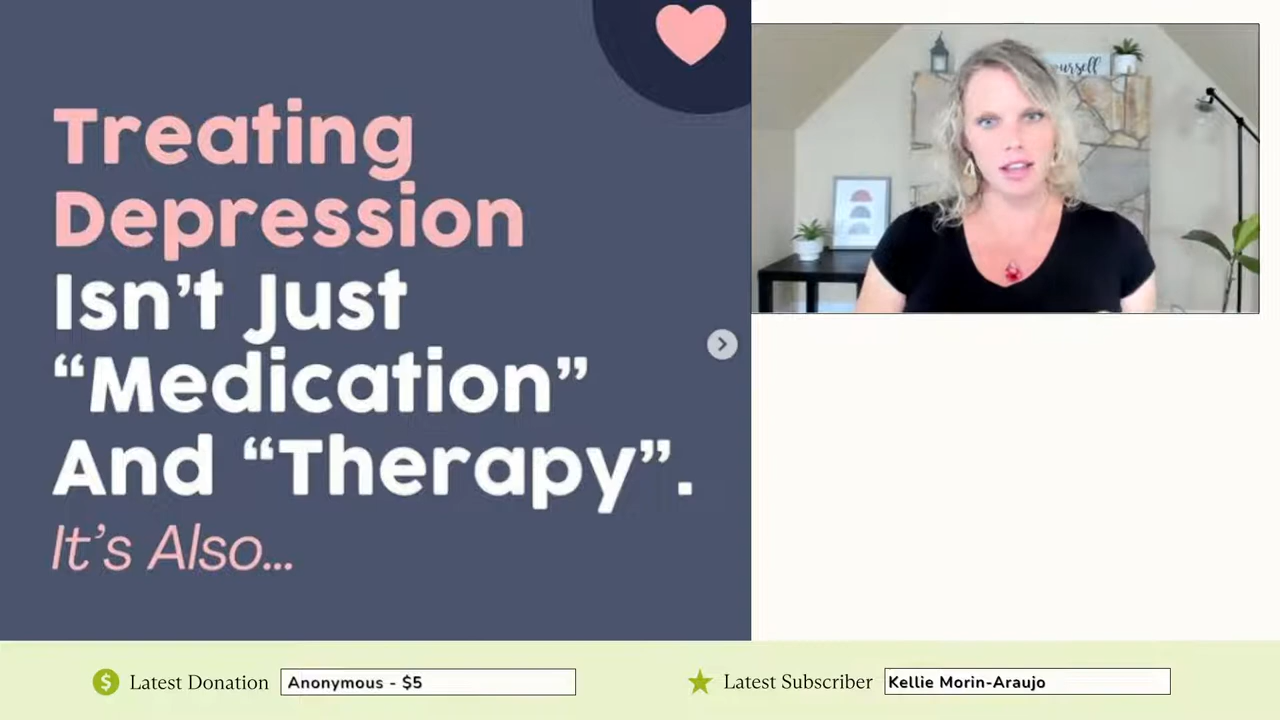 Treating
Depression
Isn't Just
“Medication”
And “Therapy”.
It's Also...
Latest Donation
Anonymous - $5
Latest Subscriber
Kellie Morin-Araujo